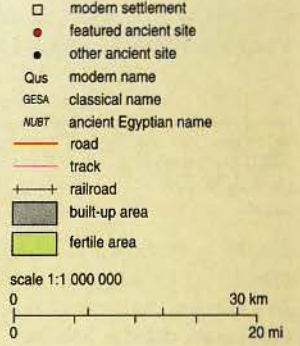 modern settlement
featured ancient site
other ancient site
Qus modern name
GESA classical name
NUBT ancient Egyptian name
road
track
railroad
built-up area
fertile area
scale 1:1 000 000
0 30 km
0 20 mi